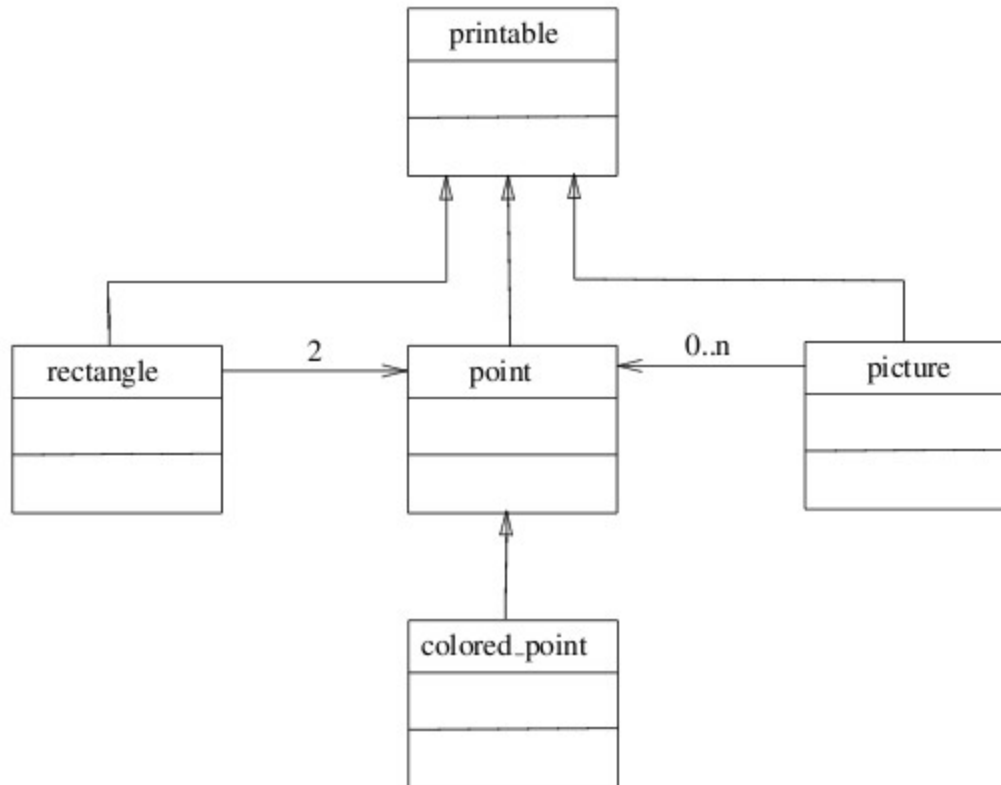 printable
2
0..n
rectangle
point
picture
colored_point